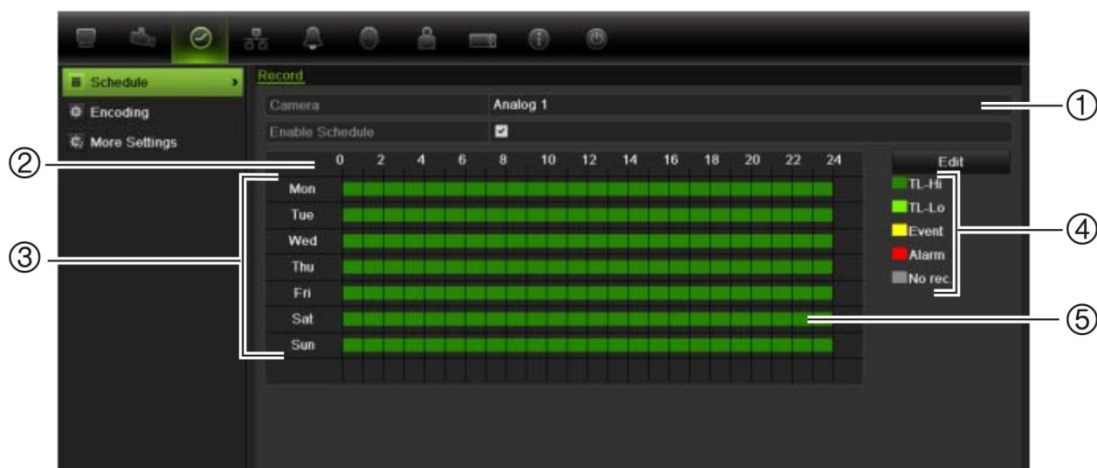 Schedule
Record
Encoding
Camera Analog 1
①
More Settings
Enable Schedule
②
0 2 4 6 8 10 12 14 16 18 20 22 24
Edit
③
Mon
Tue
Wed
Thu
Fri
Sat
Sun
TL-Hi
TL-Lo
Event
Alarm
No rec
④
⑤